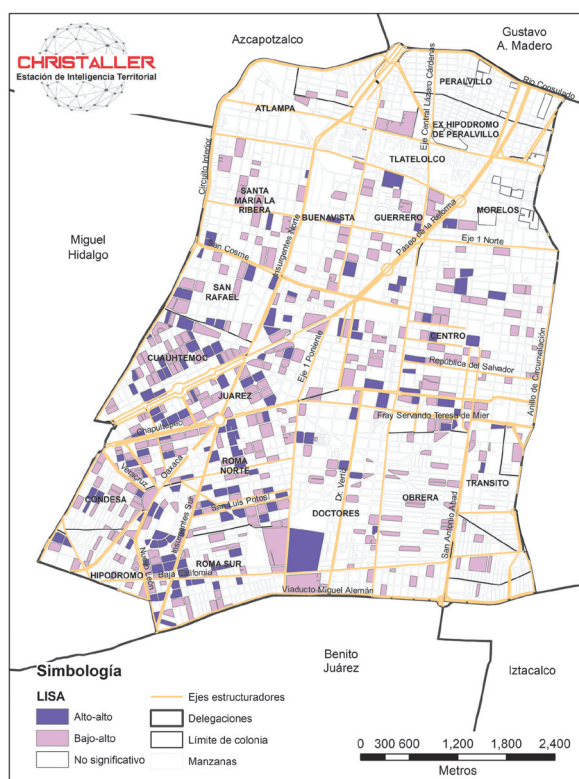 CHRISTALLER
Estación de Inteligencia Territorial
Azcapotzalco
Gustavo
A. Madero
Río Consulado
PERALVILLO
Eje Central Lázaro Cárdenas
ATLAMPA
EX HIPODROMO
DE PERALVILLO
TLATELOLCO
Circuito Interior
SANTA
MARIA LA
RIBERA
Insurgentes Norte
BUENAVISTA
GUERRERO
Paseo de la Reforma
MORELOS
Eje 1 Norte
Miguel
Hidalgo
San Cosme
SAN
RAFAEL
CENTRO
Anillo de Circunvalación
CUAUHTEMOC
Eje 1 Poniente
República del Salvador
JUAREZ
Fray Servando Teresa de Mier
Chapultepec
ROMA
NORTE
Veracruz
Oaxaca
Dr. Vertiz
TRANSITO
CONDESA
San Luis Potosí
OBRERA
DOCTORES
San Antonio Abad
Insurgentes Sur
Nuevo León
ROMA SUR
HIPODROMO
Baja California
Viaducto Miguel Alemán
Benito
Juárez
Iztacalco
Simbología
LISA
Alto-alto
Bajo-alto
No significativo
Ejes estructuradores
Delegaciones
Límite de colonia
Manzanas
0 300 600 1,200 1,800 2,400
Metros